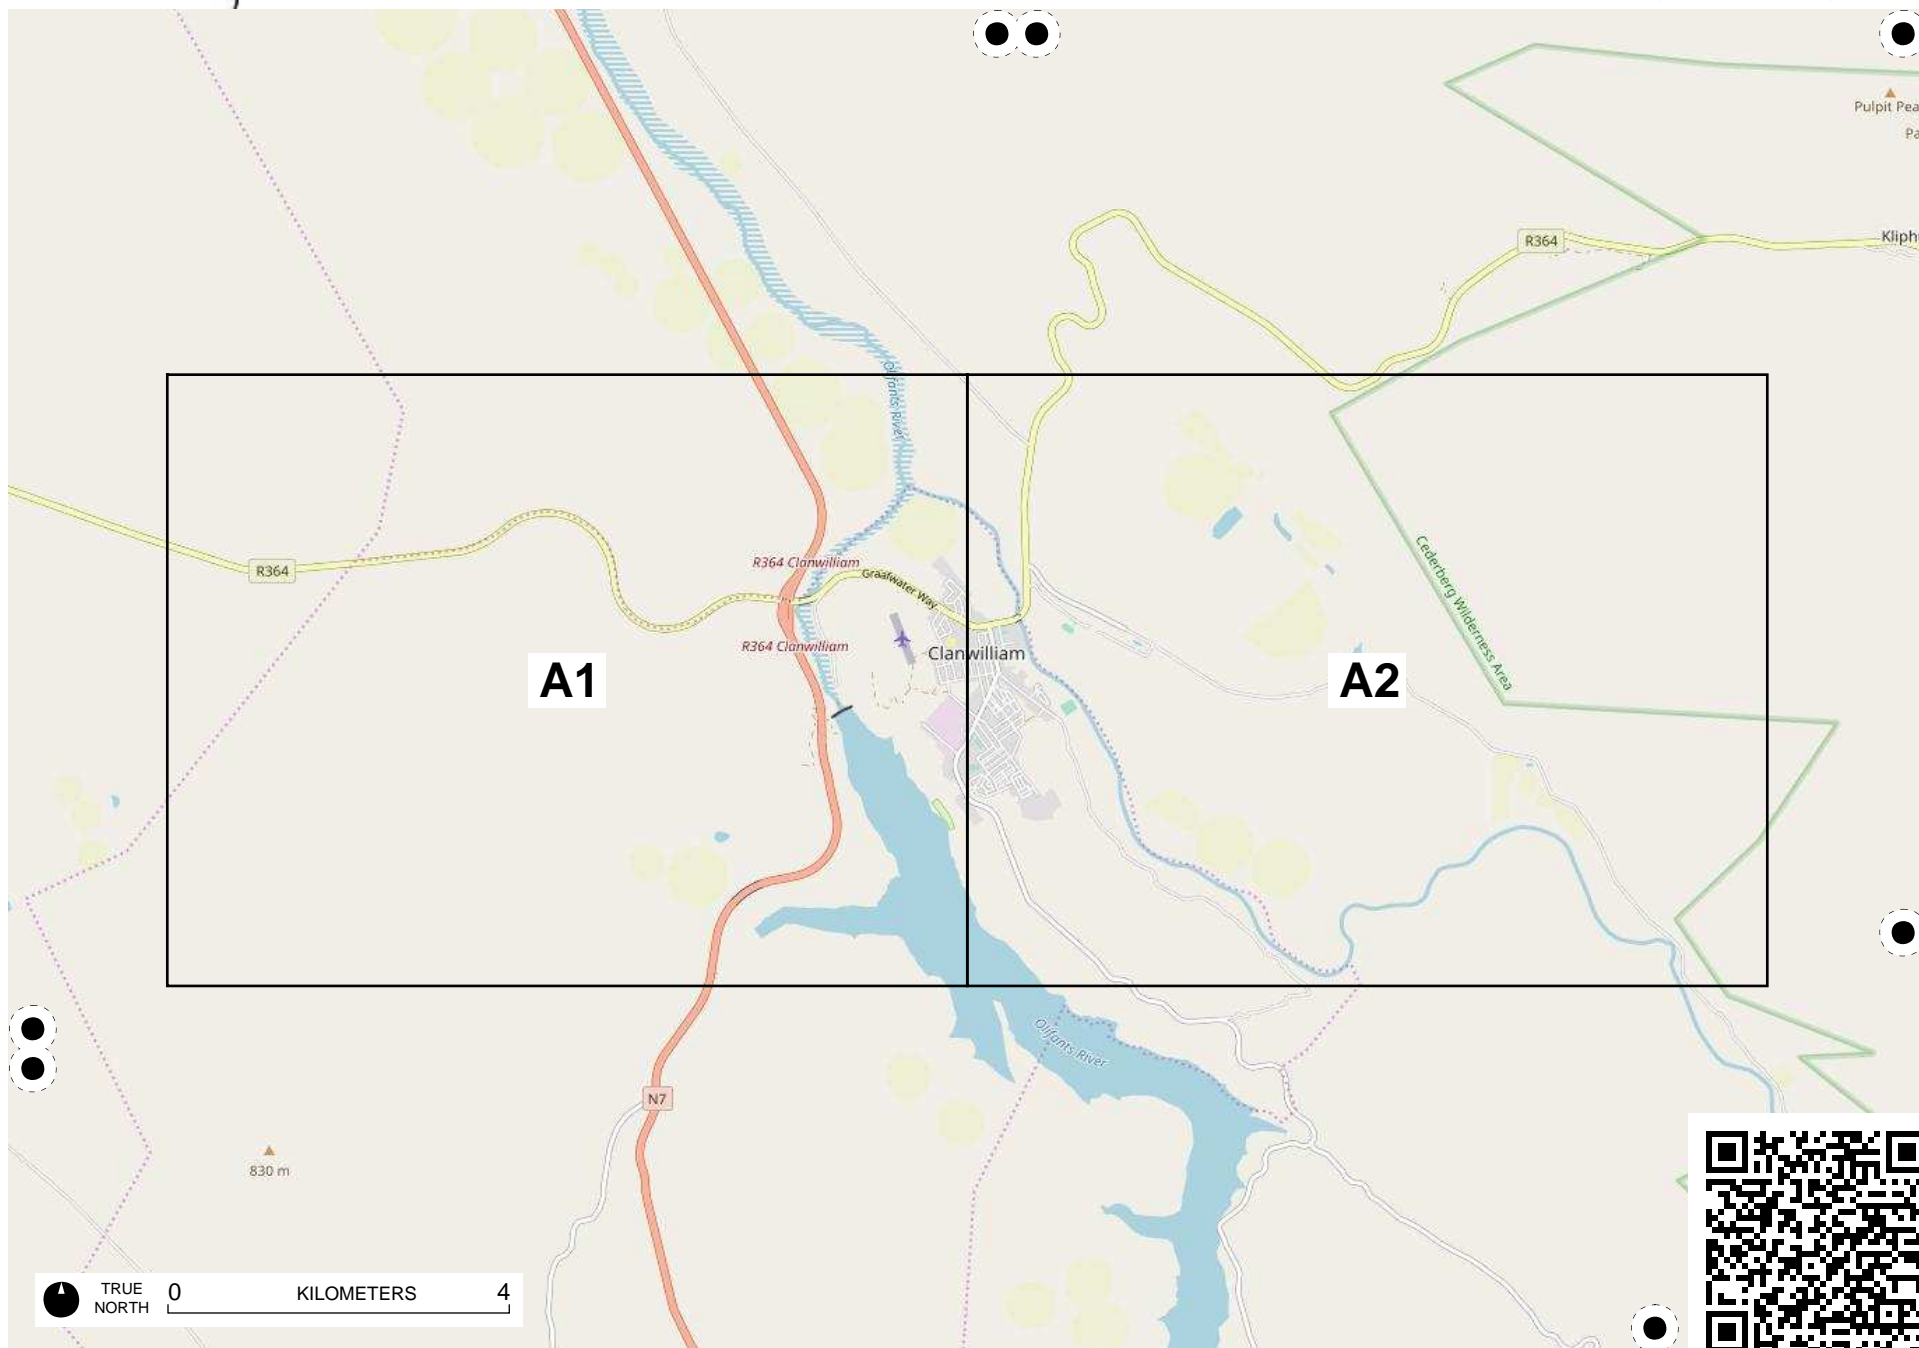 Pulpit Pea
Pa
R364
Kliph
Olifants River
R364
R364 Clanwilliam
Graafwater Way
R364 Clanwilliam
Clanwilliam
Cederberg Wilderness Area
A1
A2
Olifants River
N7
830 m
TRUE NORTH
0 KILOMETERS 4